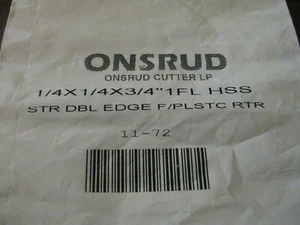 ONSRUD
ONSRUD CUTTER LP
1/4X1/4X3/4"1FL HSS
STR DBL EDGE F/PLSTC RTR
11-72